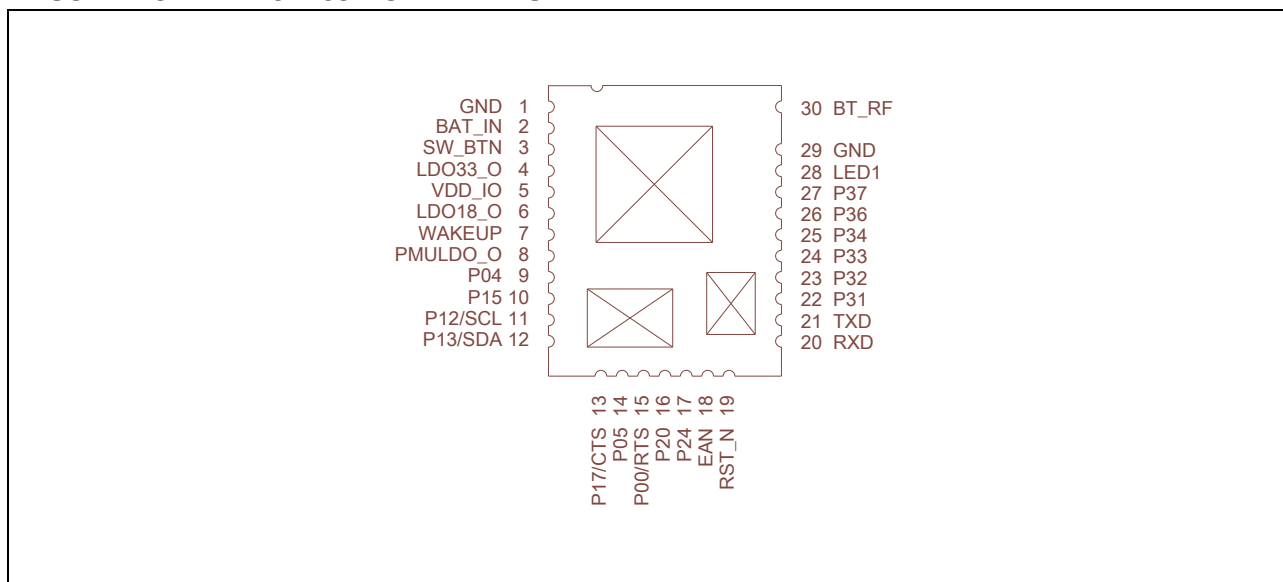 GND 1
BAT_IN 2
SW_BTN 3
LDO33_O 4
VDD_IO 5
LDO18_O 6
WAKEUP 7
PMULDO_O 8
P04 9
P15 10
P12/SCL 11
P13/SDA 12
P17/CTS 13
P05 14
P00/RTS 15
P20 16
P24 17
EAN 18
RST_N 19
30 BT_RF
29 GND
28 LED1
27 P37
26 P36
25 P34
24 P33
23 P32
22 P31
21 TXD
20 RXD